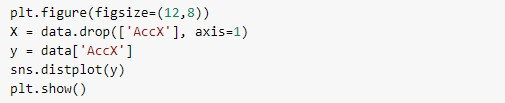 plt.figure(figsize=(12,8))
X = data.drop(['AccX'], axis=1)
y = data['AccX']
sns.distplot(y)
plt.show()